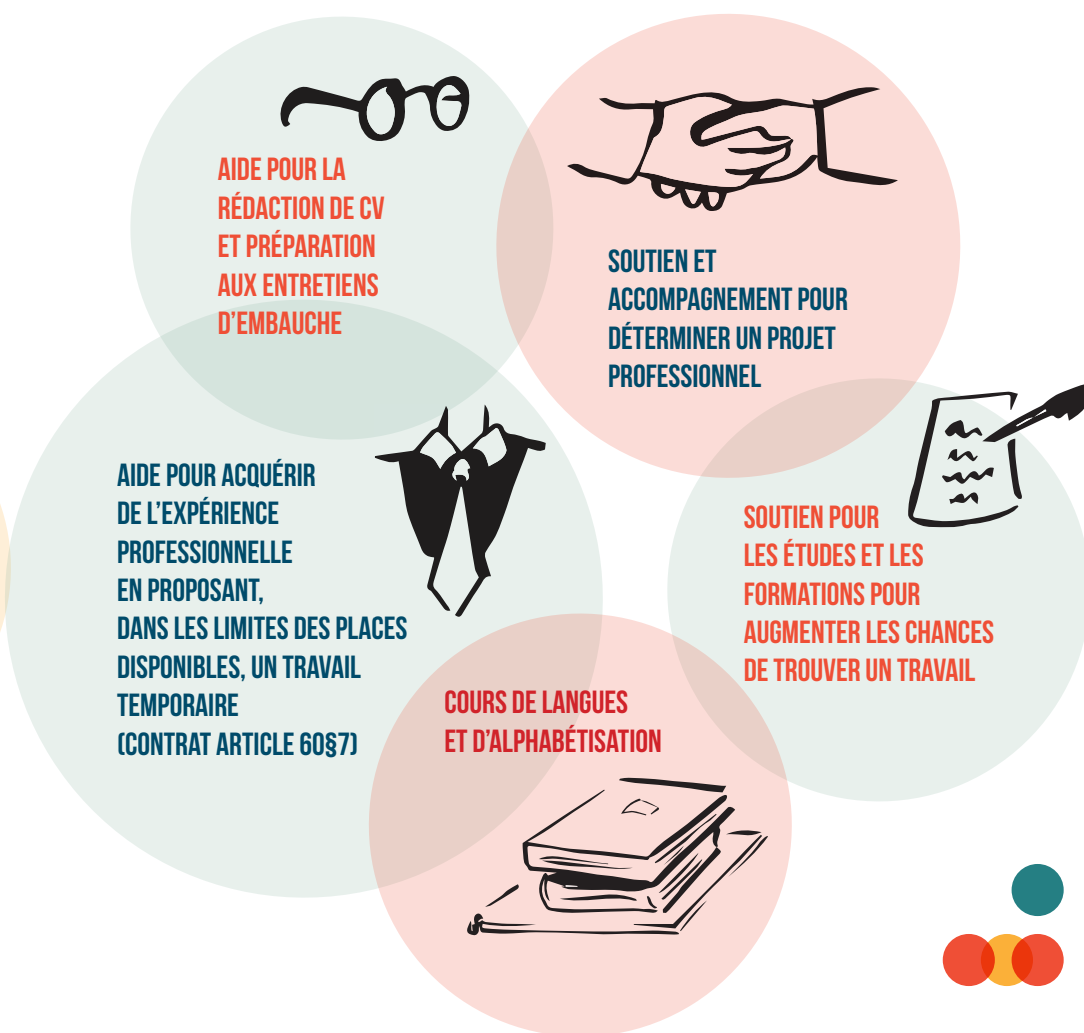 AIDE POUR LA
RÉDACTION DE CV
ET PRÉPARATION
AUX ENTRETIENS
D'EMBAUCHE
SOUTIEN ET
ACCOMPAGNEMENT POUR
DÉTERMINER UN PROJET
PROFESSIONNEL
AIDE POUR ACQUÉRIR
DE L'EXPÉRIENCE
PROFESSIONNELLE
EN PROPOSANT,
DANS LES LIMITES DES PLACES
DISPONIBLES, UN TRAVAIL
TEMPORAIRE
(CONTRAT ARTICLE 60§7)
SOUTIEN POUR
LES ÉTUDES ET LES
FORMATIONS POUR
AUGMENTER LES CHANCES
DE TROUVER UN TRAVAIL
COURS DE LANGUES
ET D'ALPHABÉTISATION